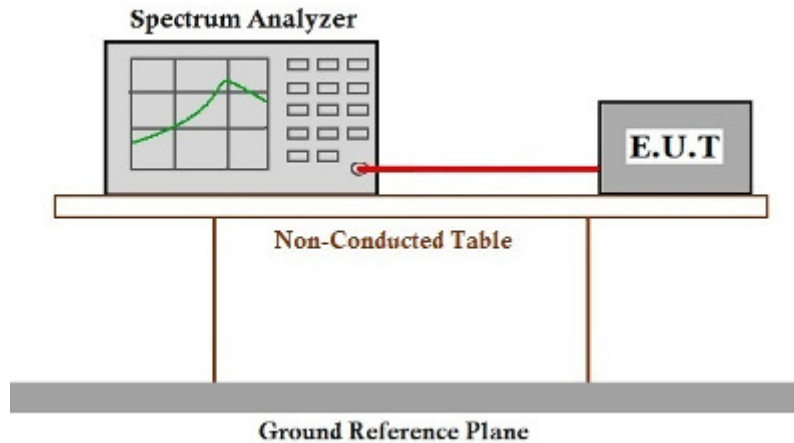 Spectrum Analyzer
E.U.T
Non-Conducted Table
Ground Reference Plane